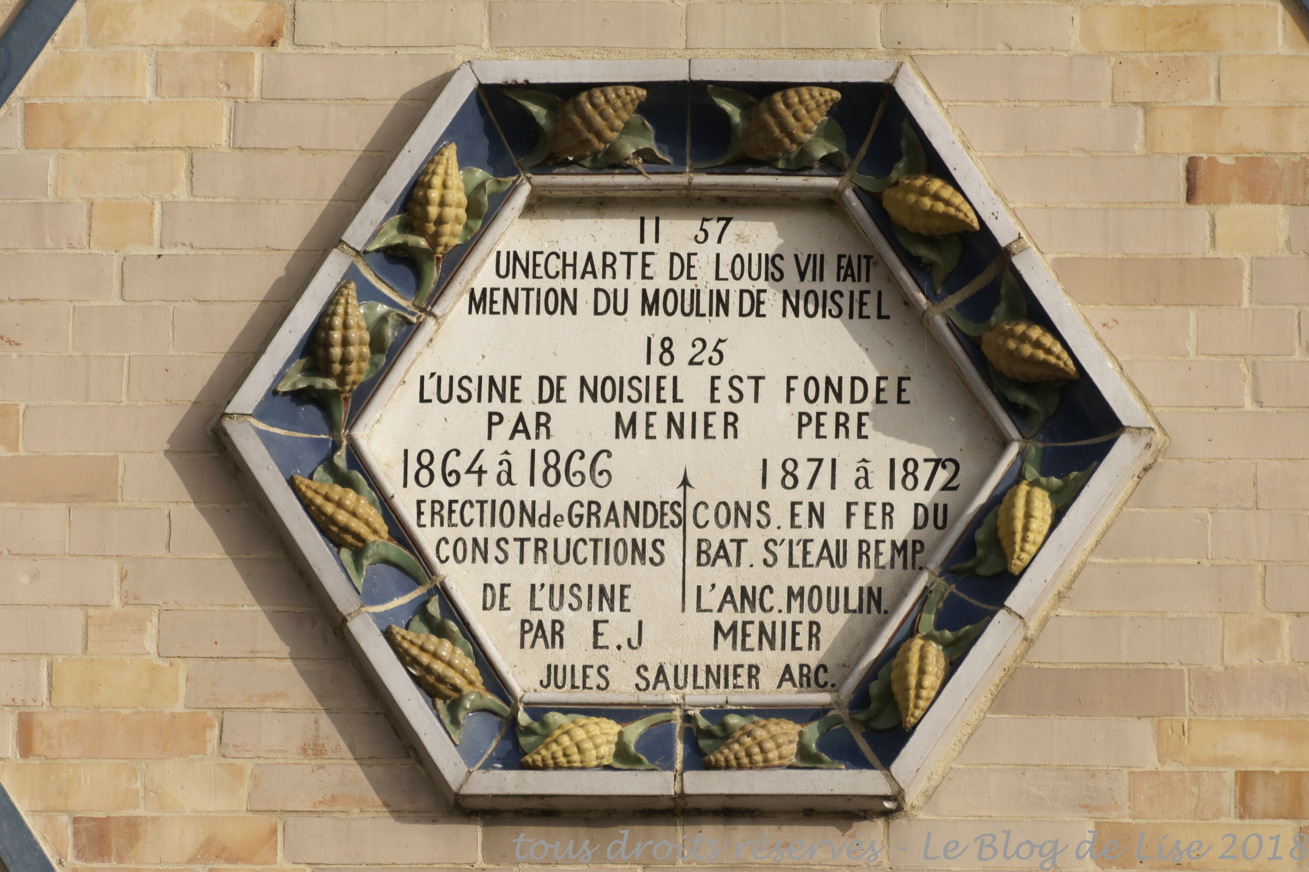 11 57
UNE CHARTE DE LOUIS VII FAIT
MENTION DU MOULIN DE NOISIEL
18 25
L'USINE DE NOISIEL EST FONDEE
PAR MENIER PERE
1864 â 1866
ERECTION de GRANDES
CONSTRUCTIONS
DE L'USINE
PAR E.J
1871 â 1872
CONS. EN FER DU
BAT. S'L'EAU REMP.
L'ANC. MOULIN.
MENIER
JULES SAULNIER ARC.
tous droits réservés - Le Blog de Lise 2018